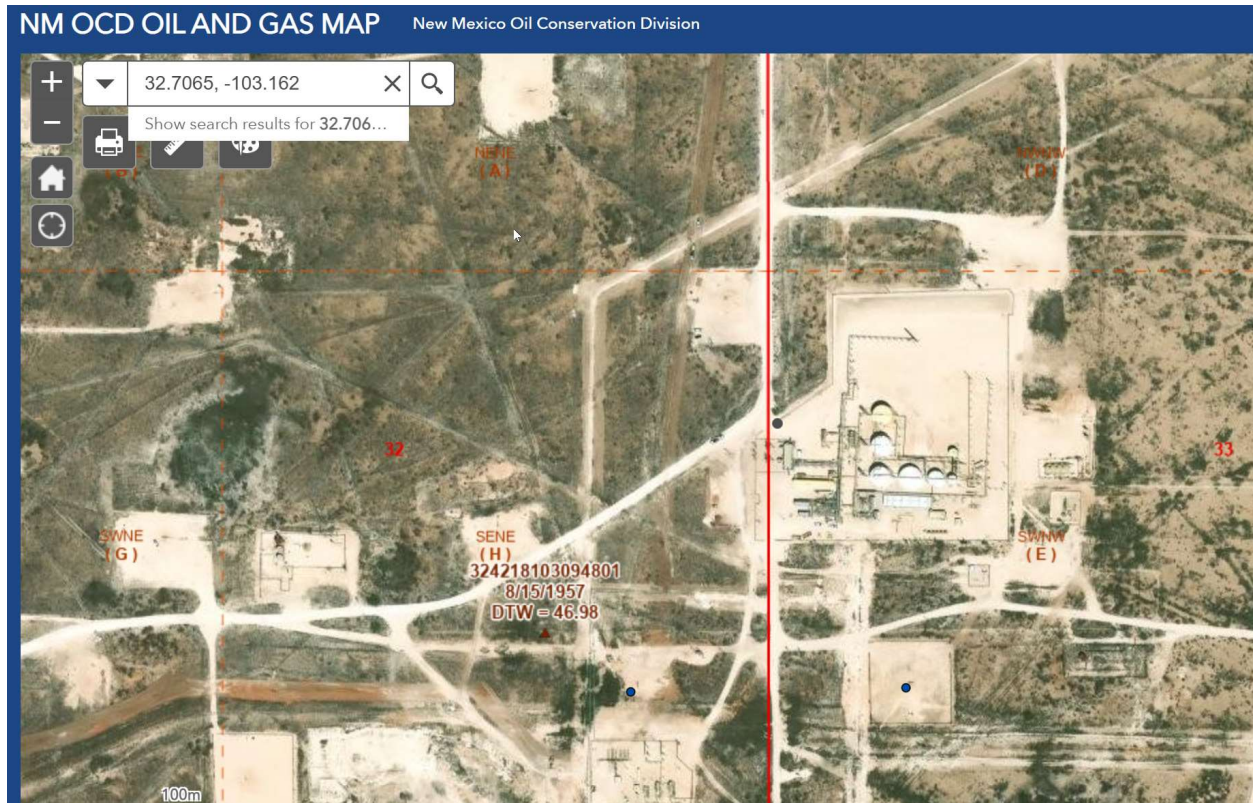 NM OCD OIL AND GAS MAP New Mexico Oil Conservation Division
32.7065, -103.162
Show search results for 32.706…
NENE
( A )
( D )
32
33
SWNE
( G )
SENE
( H )
SWNW
( E )
324218103094801
8/15/1957
DTW = 46.98
100m